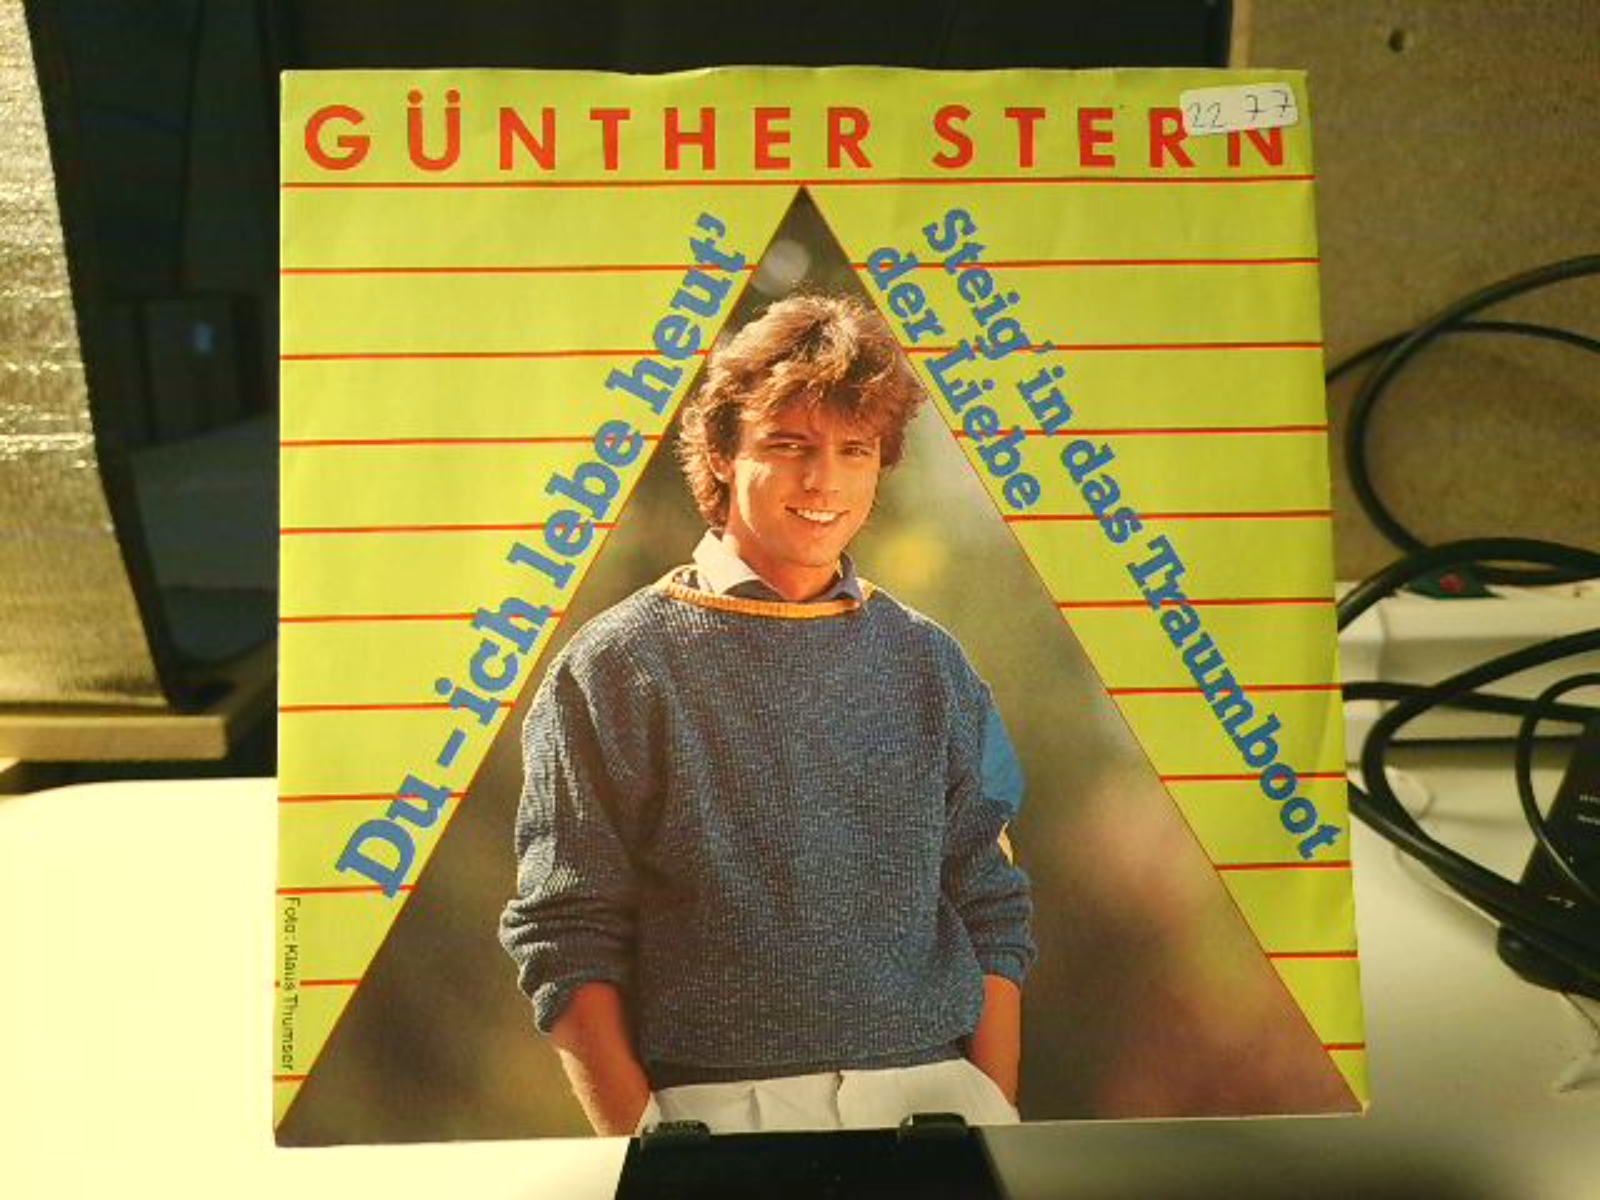 GÜNTHER STERN
22 77
Du - ich lebe heut'
Steig' in das Traumboot
der Liebe
Foto: Klaus Thumser